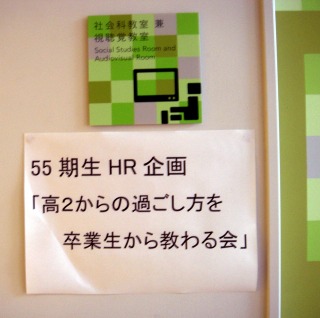 社会科教室 兼
視聴覚教室
Social Studies Room and
Audiovisual Room
55 期生 HR 企画
「高２からの過ごし方を
卒業生から教わる会」